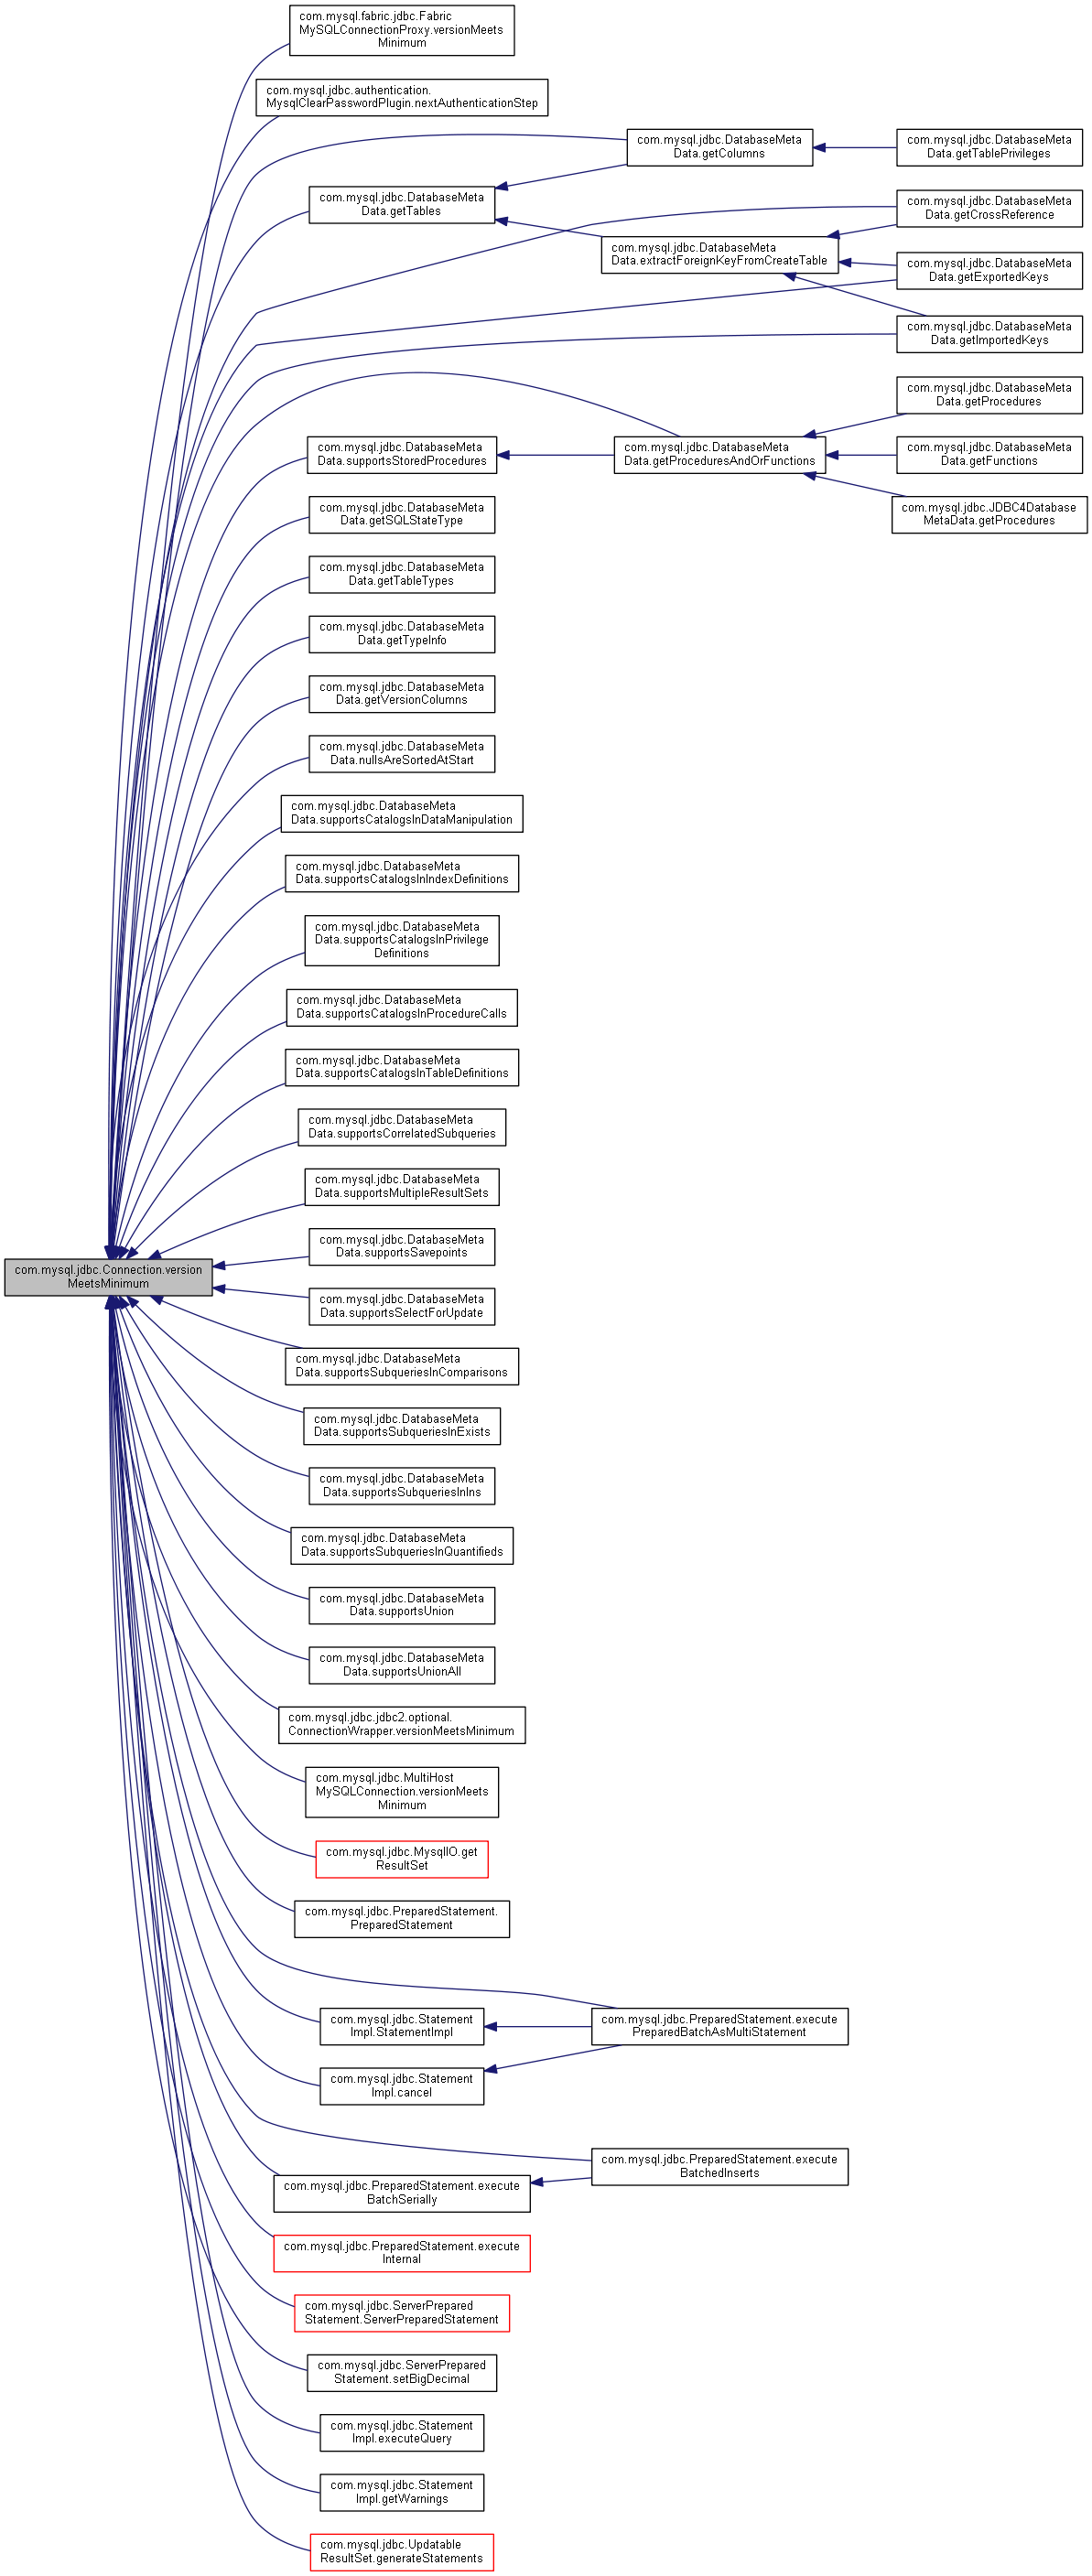 com.mysql.fabric.jdbc.Fabric
MySQLConnectionProxy.versionMeets
Minimum
com.mysql.jdbc.authentication.
MysqlClearPasswordPlugin.nextAuthenticationStep
com.mysql.jdbc.DatabaseMeta
Data.getColumns
com.mysql.jdbc.DatabaseMeta
Data.getTablePrivileges
com.mysql.jdbc.DatabaseMeta
Data.getTables
com.mysql.jdbc.DatabaseMeta
Data.getCrossReference
com.mysql.jdbc.DatabaseMeta
Data.extractForeignKeyFromCreateTable
com.mysql.jdbc.DatabaseMeta
Data.getExportedKeys
com.mysql.jdbc.DatabaseMeta
Data.getImportedKeys
com.mysql.jdbc.DatabaseMeta
Data.getProcedures
com.mysql.jdbc.DatabaseMeta
Data.supportsStoredProcedures
com.mysql.jdbc.DatabaseMeta
Data.getProceduresAndOrFunctions
com.mysql.jdbc.DatabaseMeta
Data.getFunctions
com.mysql.jdbc.JDBC4Database
MetaData.getProcedures
com.mysql.jdbc.DatabaseMeta
Data.getSQLStateType
com.mysql.jdbc.DatabaseMeta
Data.getTableTypes
com.mysql.jdbc.DatabaseMeta
Data.getTypeInfo
com.mysql.jdbc.DatabaseMeta
Data.getVersionColumns
com.mysql.jdbc.DatabaseMeta
Data.nullsAreSortedAtStart
com.mysql.jdbc.DatabaseMeta
Data.supportsCatalogsInDataManipulation
com.mysql.jdbc.DatabaseMeta
Data.supportsCatalogsInIndexDefinitions
com.mysql.jdbc.DatabaseMeta
Data.supportsCatalogsInPrivilege
Definitions
com.mysql.jdbc.DatabaseMeta
Data.supportsCatalogsInProcedureCalls
com.mysql.jdbc.DatabaseMeta
Data.supportsCatalogsInTableDefinitions
com.mysql.jdbc.DatabaseMeta
Data.supportsCorrelatedSubqueries
com.mysql.jdbc.DatabaseMeta
Data.supportsMultipleResultSets
com.mysql.jdbc.DatabaseMeta
Data.supportsSavepoints
com.mysql.jdbc.Connection.version
MeetsMinimum
com.mysql.jdbc.DatabaseMeta
Data.supportsSelectForUpdate
com.mysql.jdbc.DatabaseMeta
Data.supportsSubqueriesInComparisons
com.mysql.jdbc.DatabaseMeta
Data.supportsSubqueriesInExists
com.mysql.jdbc.DatabaseMeta
Data.supportsSubqueriesInIns
com.mysql.jdbc.DatabaseMeta
Data.supportsSubqueriesInQuantifieds
com.mysql.jdbc.DatabaseMeta
Data.supportsUnion
com.mysql.jdbc.DatabaseMeta
Data.supportsUnionAll
com.mysql.jdbc.jdbc2.optional.
ConnectionWrapper.versionMeetsMinimum
com.mysql.jdbc.MultiHost
MySQLConnection.versionMeets
Minimum
com.mysql.jdbc.MysqlIO.get
ResultSet
com.mysql.jdbc.PreparedStatement.
PreparedStatement
com.mysql.jdbc.Statement
Impl.StatementImpl
com.mysql.jdbc.PreparedStatement.execute
PreparedBatchAsMultiStatement
com.mysql.jdbc.Statement
Impl.cancel
com.mysql.jdbc.PreparedStatement.execute
BatchedInserts
com.mysql.jdbc.PreparedStatement.execute
BatchSerially
com.mysql.jdbc.PreparedStatement.execute
Internal
com.mysql.jdbc.ServerPrepared
Statement.ServerPreparedStatement
com.mysql.jdbc.ServerPrepared
Statement.setBigDecimal
com.mysql.jdbc.Statement
Impl.executeQuery
com.mysql.jdbc.Statement
Impl.getWarnings
com.mysql.jdbc.Updatable
ResultSet.generateStatements